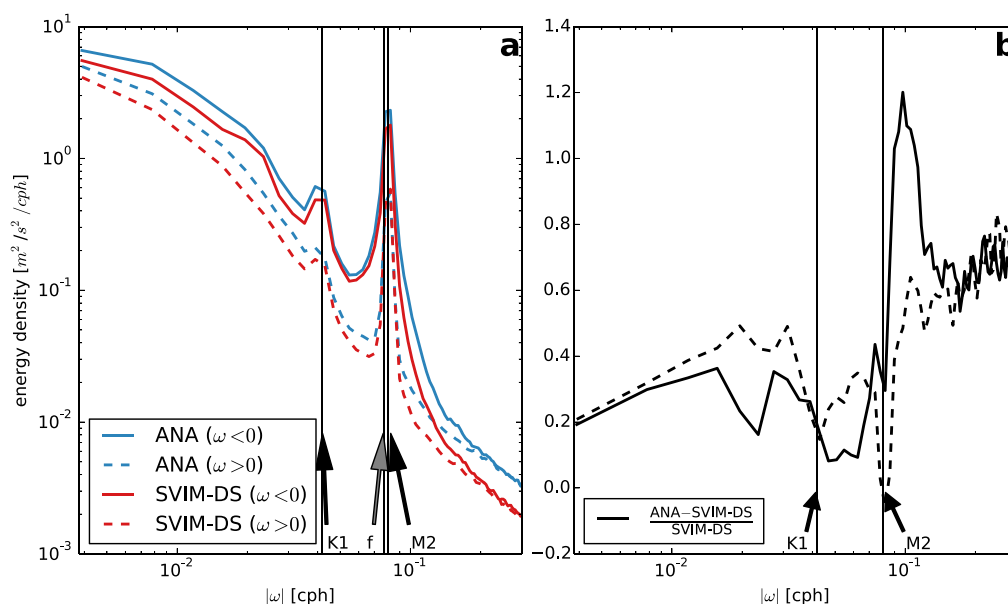 a
energy density [m²/s²/cph]
10¹
10⁰
10⁻¹
10⁻²
10⁻³
ANA (ω<0)
ANA (ω>0)
SVIM-DS (ω<0)
SVIM-DS (ω>0)
K1
f
M2
10⁻²
10⁻¹
|ω| [cph]
b
1.4
1.2
1.0
0.8
0.6
0.4
0.2
0.0
−0.2
ANA−SVIM-DS
SVIM-DS
K1
M2
10⁻²
10⁻¹
|ω| [cph]